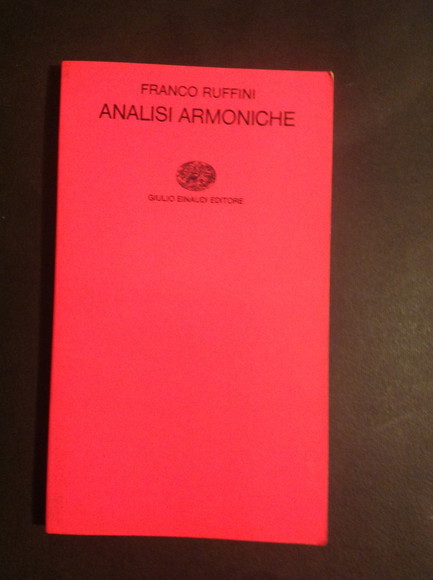 FRANCO RUFFINI
ANALISI ARMONICHE
GIULIO EINAUDI EDITORE